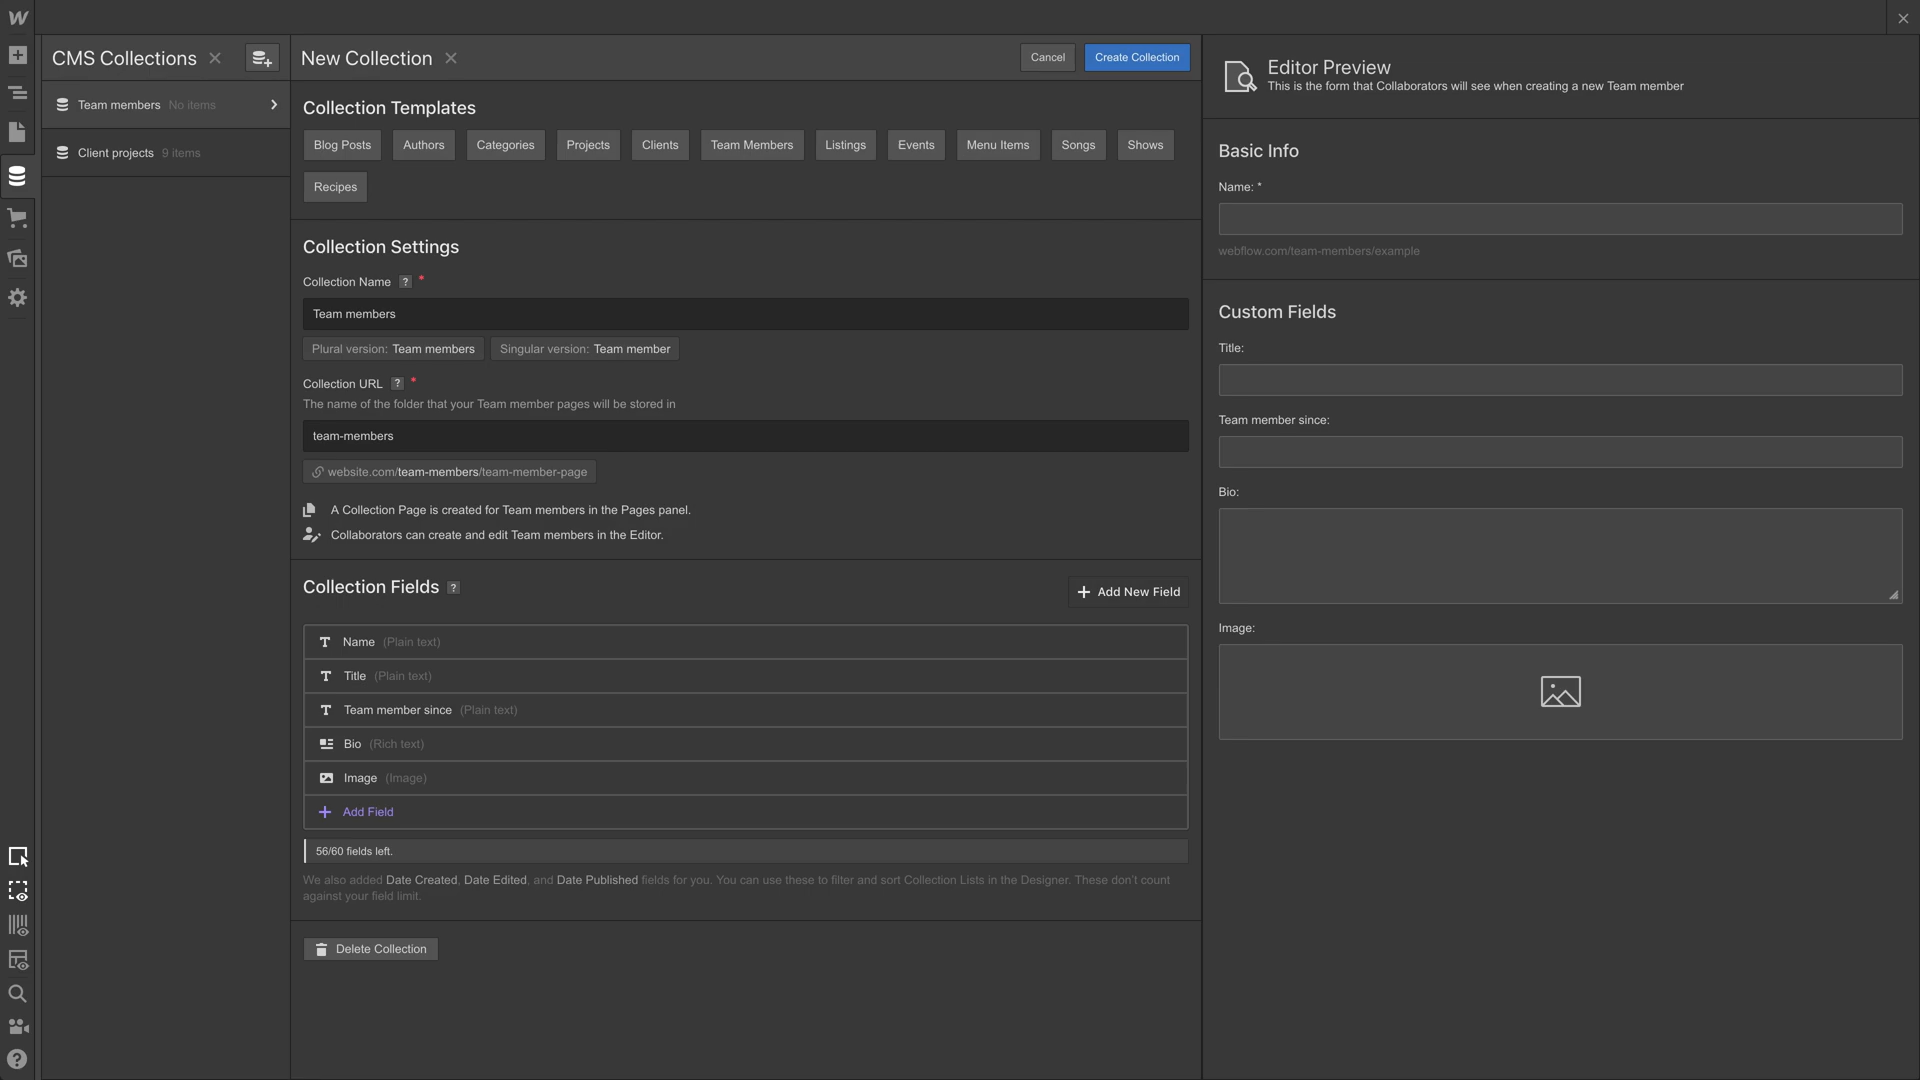 CMS Collections
Team members No items
Client projects 9 items
New Collection
Cancel
Create Collection
Collection Templates
Blog Posts
Authors
Categories
Projects
Clients
Team Members
Listings
Events
Menu Items
Songs
Shows
Recipes
Collection Settings
Collection Name ? *
Team members
Plural version: Team members
Singular version: Team member
Collection URL ? *
The name of the folder that your Team member pages will be stored in
team-members
website.com/team-members/team-member-page
A Collection Page is created for Team members in the Pages panel.
Collaborators can create and edit Team members in the Editor.
Collection Fields ?
Add New Field
Name (Plain text)
Title (Plain text)
Team member since (Plain text)
Bio (Rich text)
Image (Image)
Add Field
56/60 fields left.
We also added Date Created, Date Edited, and Date Published fields for you. You can use these to filter and sort Collection Lists in the Designer. These don't count
against your field limit.
Delete Collection
Editor Preview
This is the form that Collaborators will see when creating a new Team member
Basic Info
Name: *
webflow.com/team-members/example
Custom Fields
Title:
Team member since:
Bio:
Image: